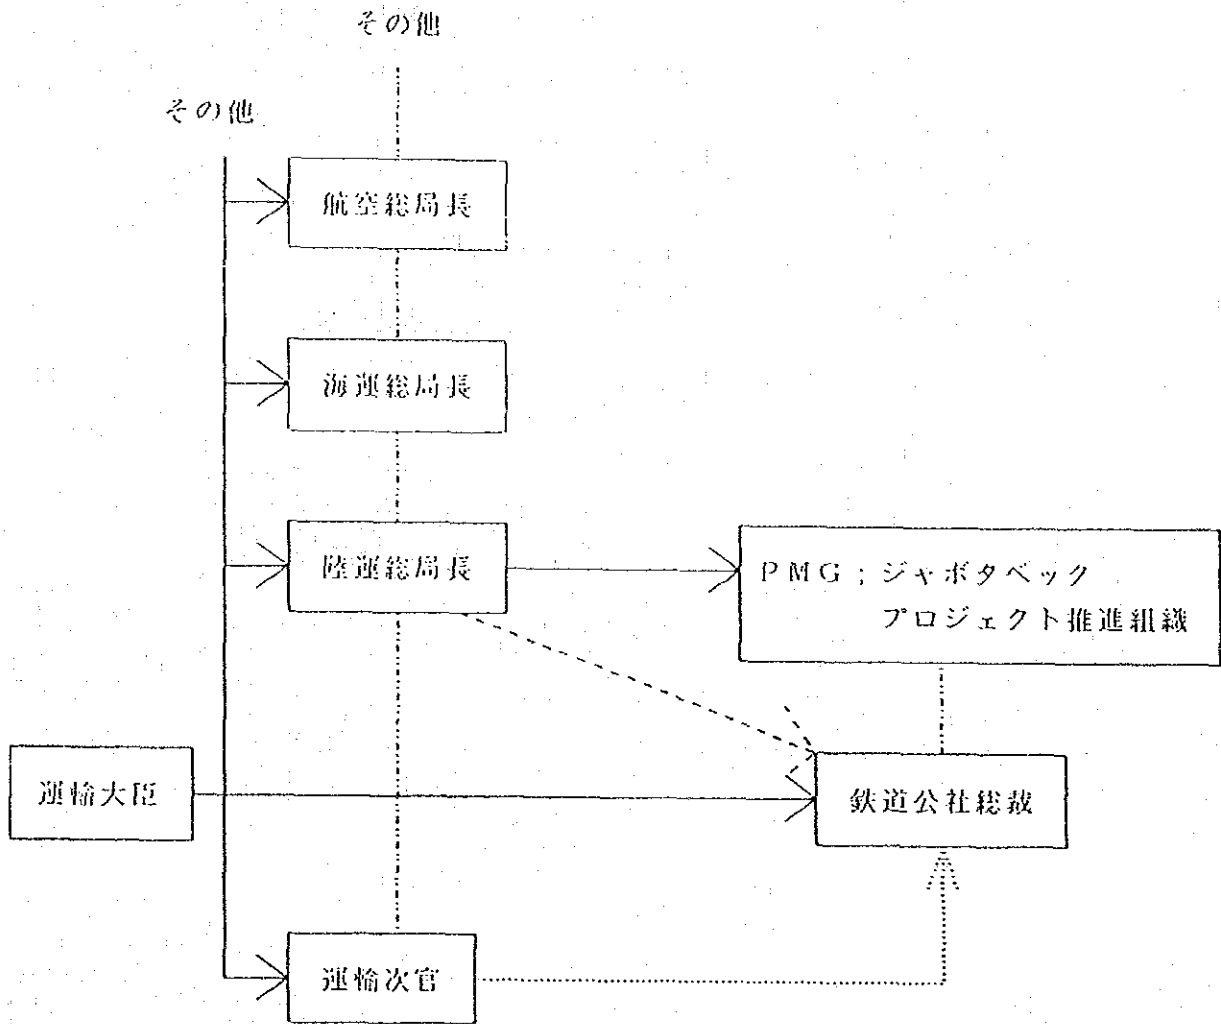 その他
その他
航空総局長
海運総局長
陸運総局長
PMG;ジャボタベック
プロジェクト推進組織
運輸大臣
鉄道公社総裁
運輸次官